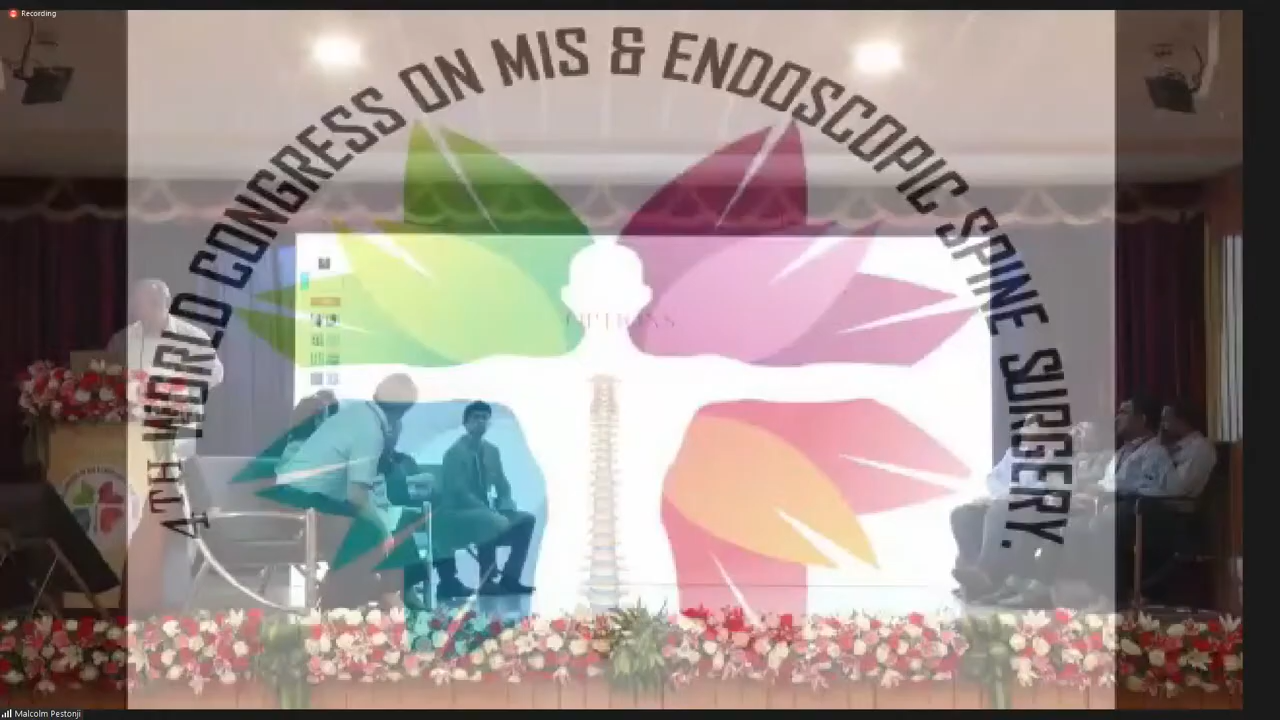 Recording
4TH WORLD CONGRESS ON MIS & ENDOSCOPIC SPINE SURGERY.
Malcolm Pestonji